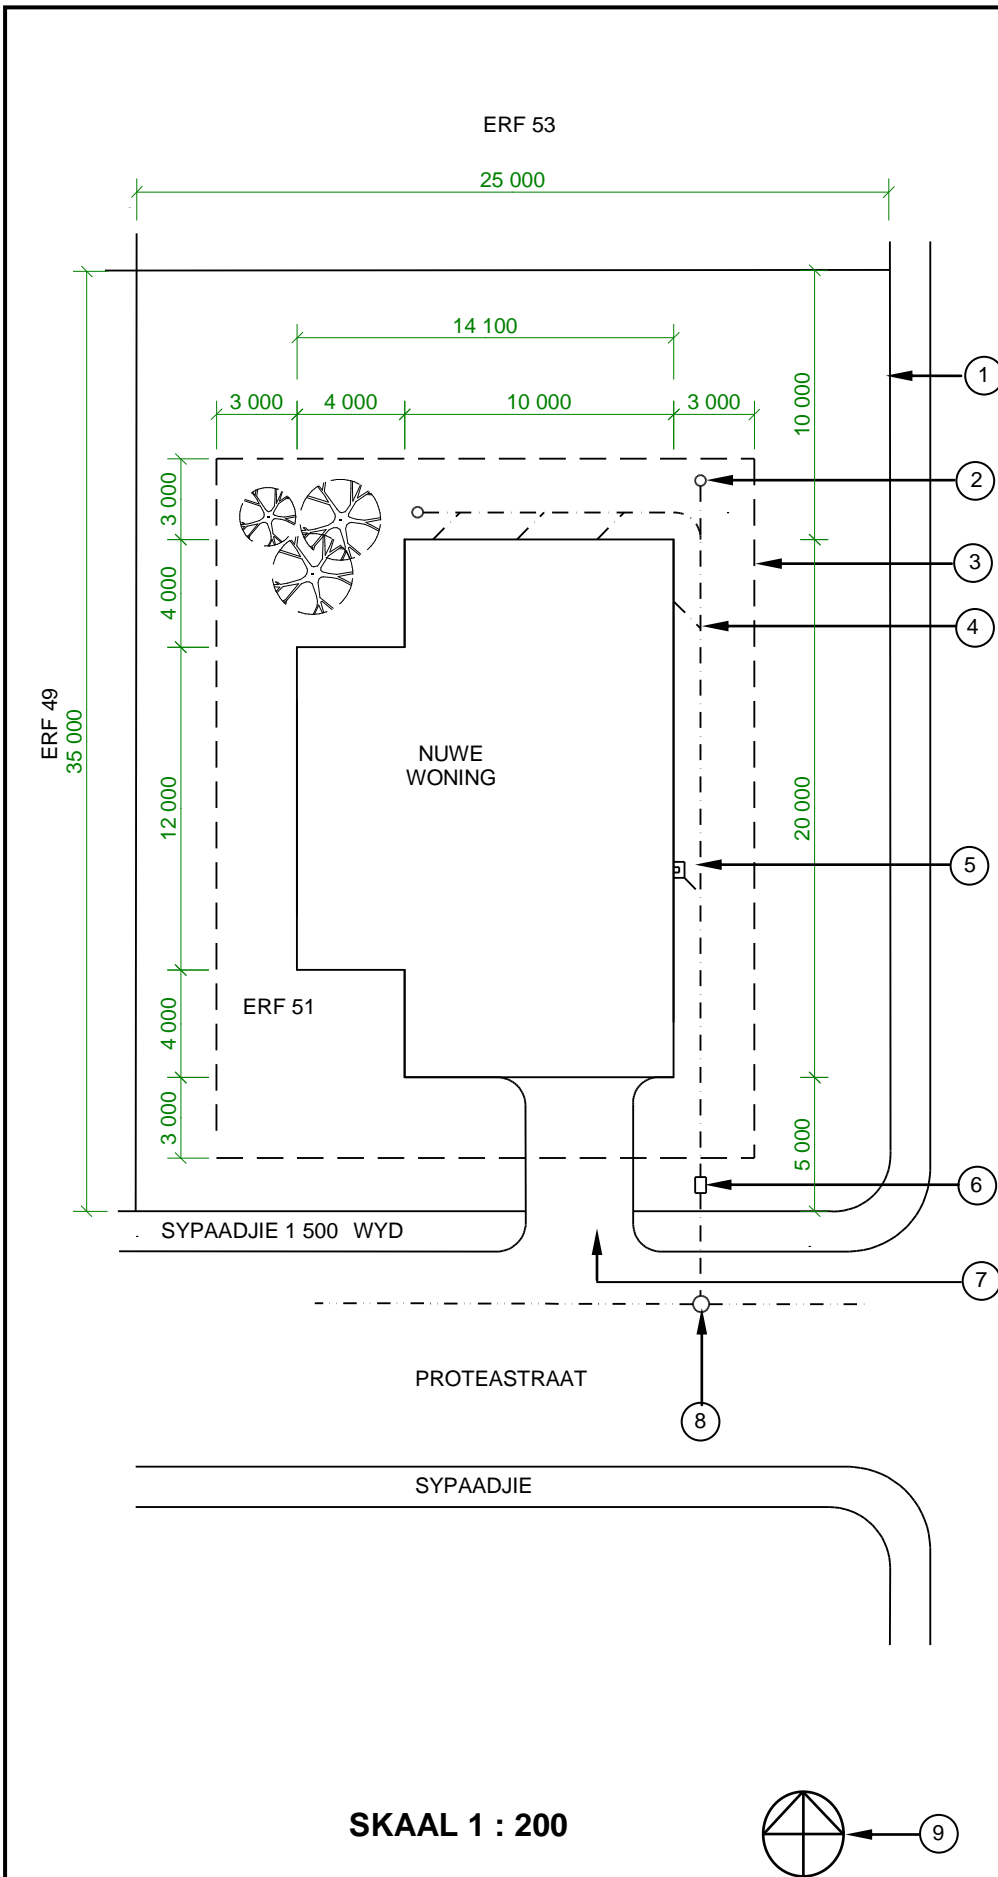 ERF 53
25 000
14 100
3 000
4 000
10 000
3 000
10 000
1
2
3 000
3
4 000
4
ERF 49
35 000
NUWE
WONING
12 000
20 000
5
ERF 51
4 000
3 000
5 000
6
SYPAADJIE 1 500 WYD
7
PROTEASTRAAT
8
SYPAADJIE
SKAAL 1 : 200
9